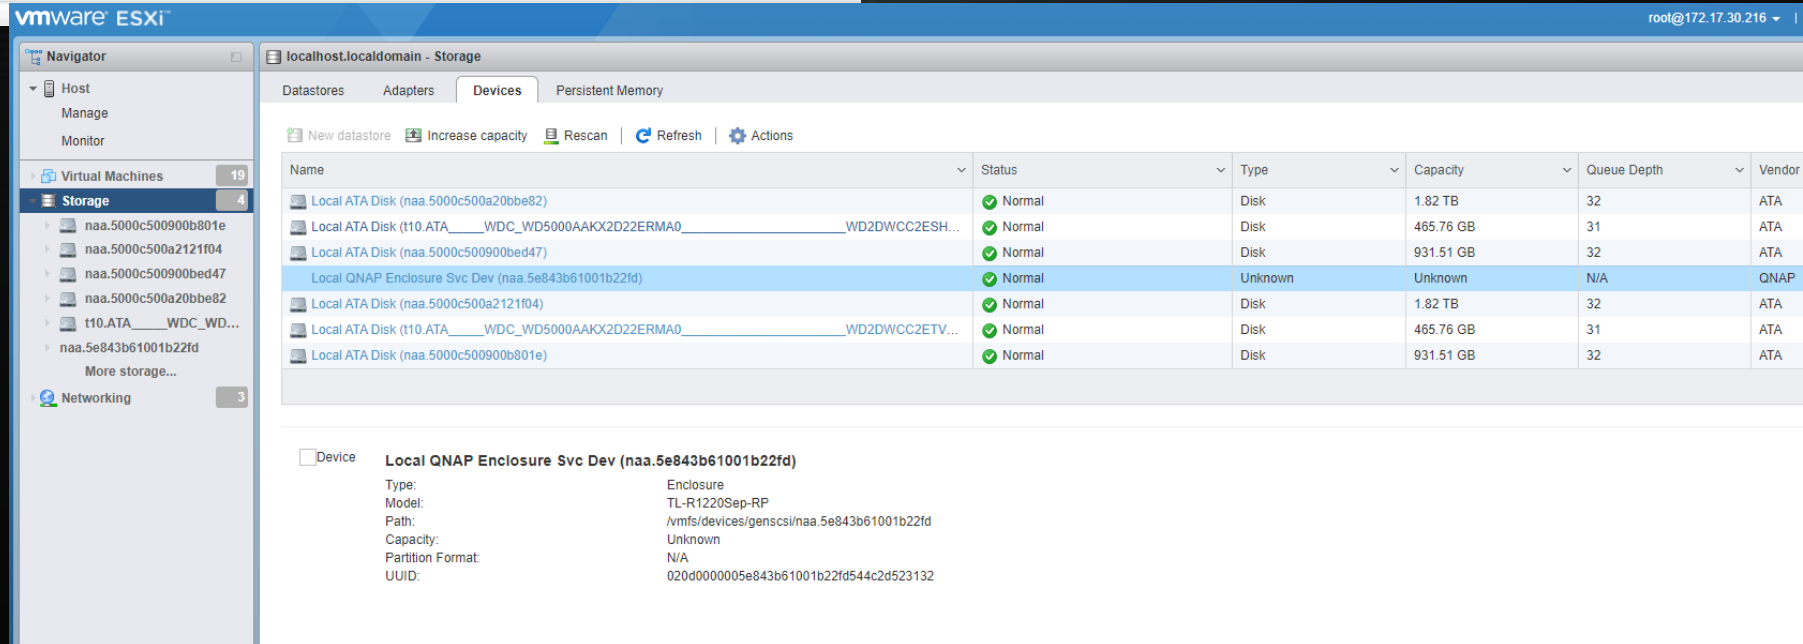 vmware ESXi™
root@172.17.30.216
Navigator
Host
Manage
Monitor
Virtual Machines 19
Storage 4
naa.5000c500900b801e
naa.5000c500a2121f04
naa.5000c500900bed47
naa.5000c500a20bbe82
t10.ATA_____WDC_WD...
naa.5e843b61001b22fd
More storage...
Networking 3
localhost.localdomain - Storage
Datastores Adapters Devices Persistent Memory
New datastore Increase capacity Rescan | Refresh | Actions
Name Status Type Capacity Queue Depth Vendor
Local ATA Disk (naa.5000c500a20bbe82) Normal Disk 1.82 TB 32 ATA
Local ATA Disk (t10.ATA_____WDC_WD5000AAKX2D22ERMA0_______________________WD2DWCC2ESH... Normal Disk 465.76 GB 31 ATA
Local ATA Disk (naa.5000c500900bed47) Normal Disk 931.51 GB 32 ATA
Local QNAP Enclosure Svc Dev (naa.5e843b61001b22fd) Normal Unknown Unknown N/A QNAP
Local ATA Disk (naa.5000c500a2121f04) Normal Disk 1.82 TB 32 ATA
Local ATA Disk (t10.ATA_____WDC_WD5000AAKX2D22ERMA0_______________________WD2DWCC2ETV... Normal Disk 465.76 GB 31 ATA
Local ATA Disk (naa.5000c500900b801e) Normal Disk 931.51 GB 32 ATA
Device
Local QNAP Enclosure Svc Dev (naa.5e843b61001b22fd)
Type: Enclosure
Model: TL-R1220Sep-RP
Path: /vmfs/devices/genscsi/naa.5e843b61001b22fd
Capacity: Unknown
Partition Format: N/A
UUID: 020d0000005e843b61001b22fd544c2d523132